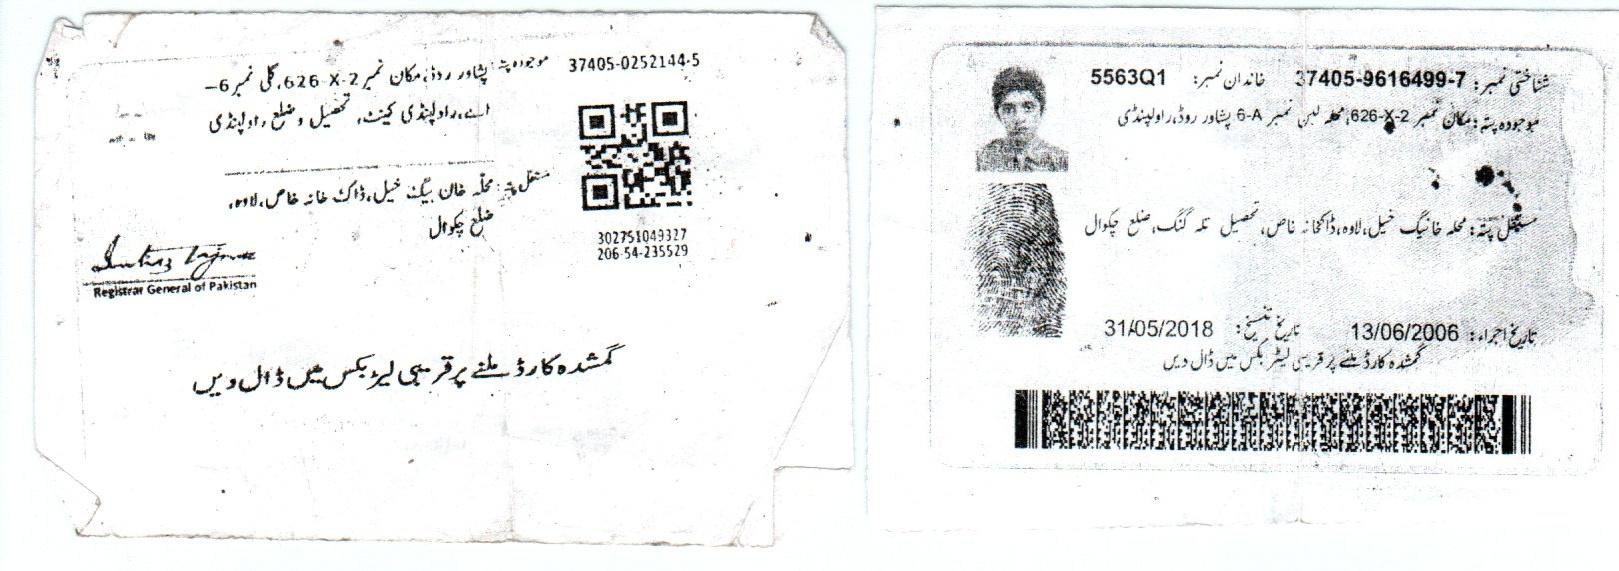 37405-0252144-5
موجودہ پتہ: پشاور روڈ، مکان نمبر 626-X-2، گلی نمبر 6-
اے، راولپنڈی کینٹ، تحصیل و ضلع راولپنڈی
مستقل پتہ: محلہ خان بیگ خیل، ڈاک خانہ خاص، لاوہ،
ضلع چکوال
302751049327
206-54-235529
Registrar General of Pakistan
گمشدہ کارڈ ملنے پر قریبی لیٹر بکس میں ڈال دیں
شناختی نمبر: 37405-9616499-7 خاندان نمبر: 5563Q1
موجودہ پتہ: مکان نمبر 626-X-2، محلہ لین نمبر 6-A پشاور روڈ، راولپنڈی
مستقل پتہ: محلہ خانیگ خیل، لاوہ، ڈاکخانہ خاص، تحصیل تلہ گنگ، ضلع چکوال
تاریخ اجراء: 13/06/2006 تاریخ تنسیخ: 31/05/2018
گمشدہ کارڈ ملنے پر قریبی لیٹر بکس میں ڈال دیں